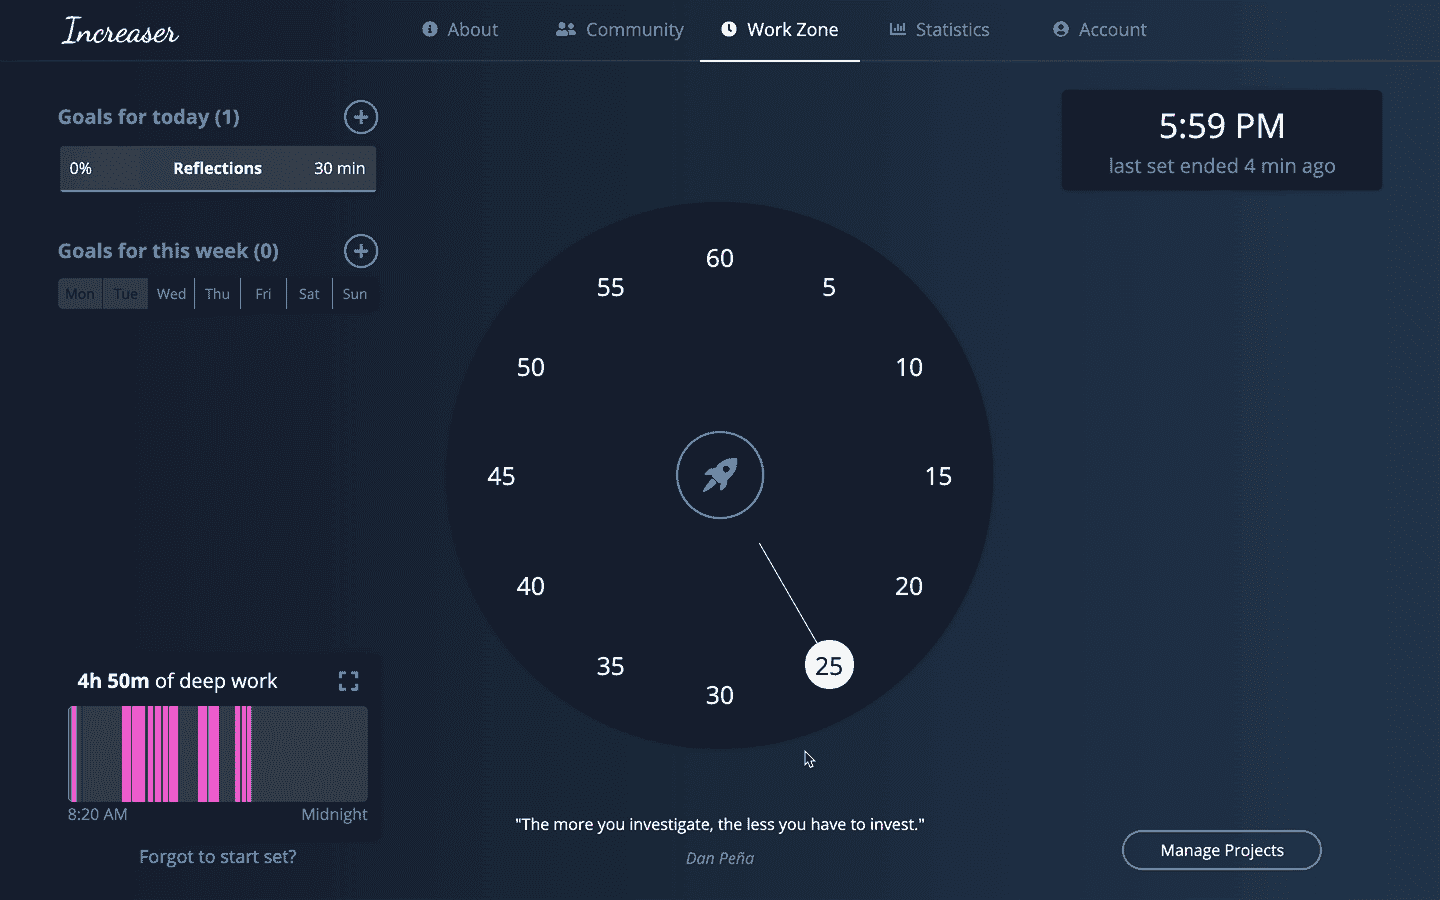 Increaser
About
Community
Work Zone
Statistics
Account
Goals for today (1)
0% Reflections 30 min
Goals for this week (0)
Mon Tue Wed Thu Fri Sat Sun
5:59 PM
last set ended 4 min ago
60
5
10
15
20
25
30
35
40
45
50
55
4h 50m of deep work
8:20 AM Midnight
Forgot to start set?
"The more you investigate, the less you have to invest."
Dan Peña
Manage Projects